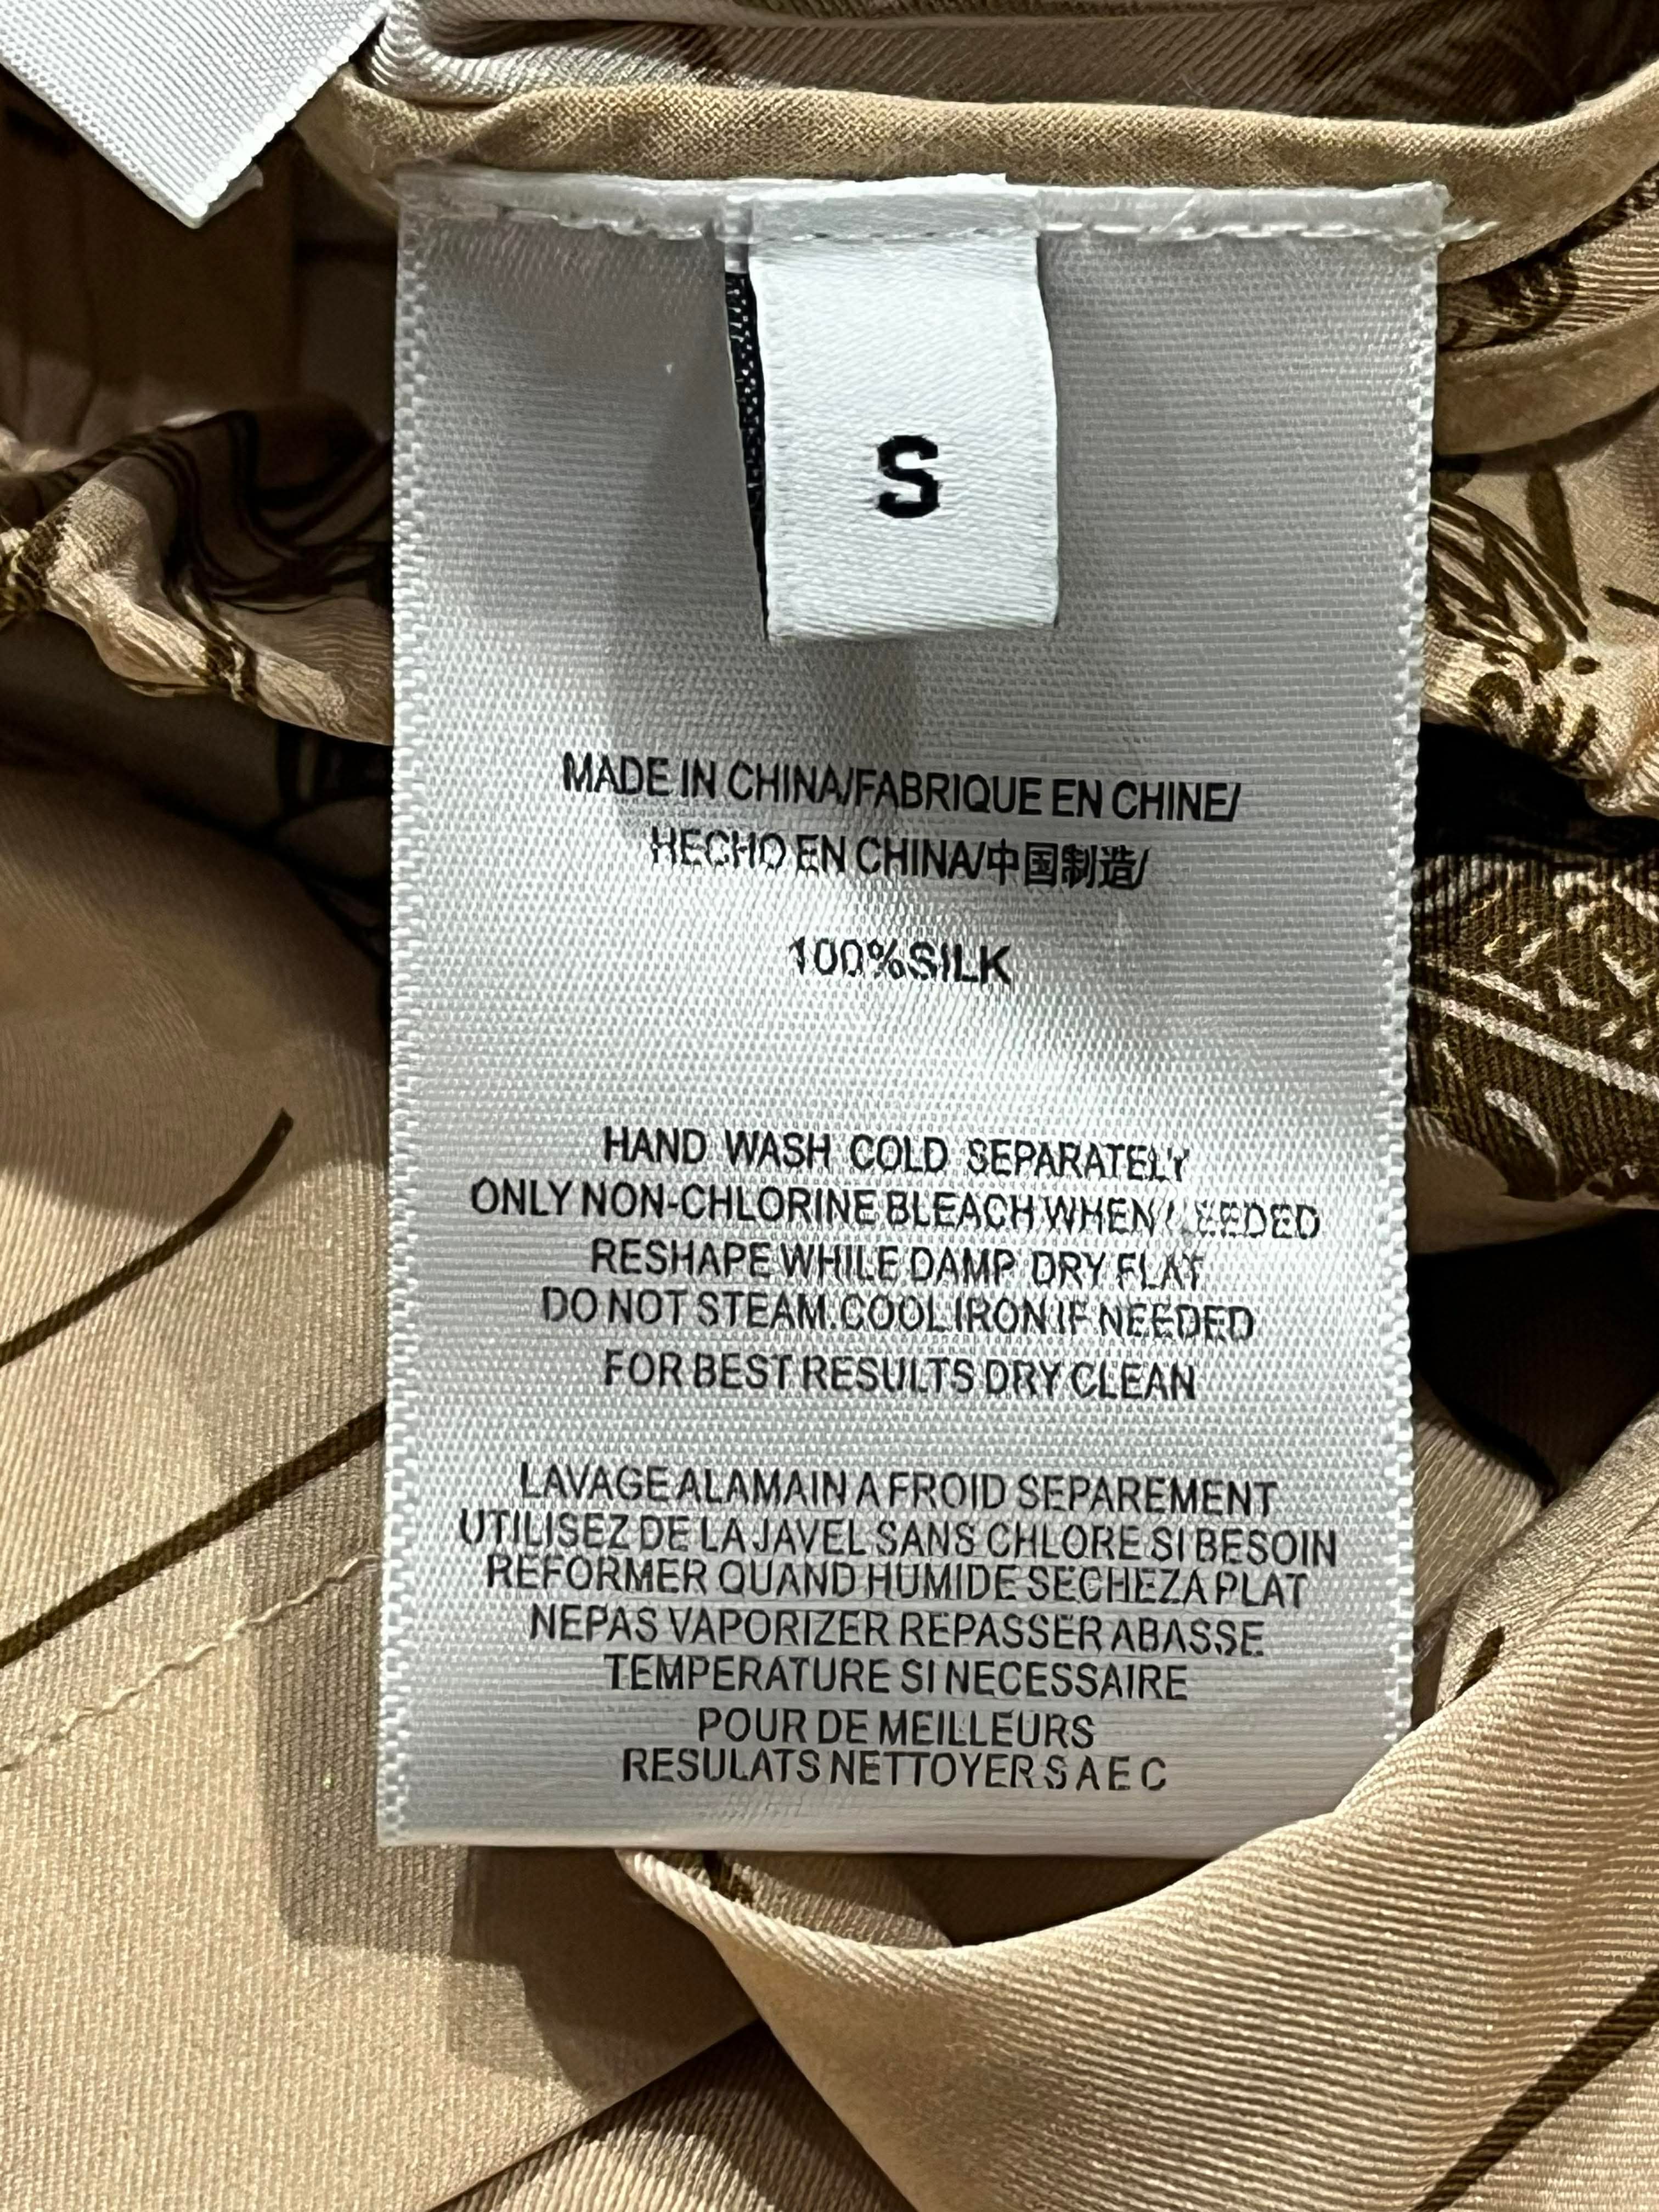 S
MADE IN CHINA/FABRIQUE EN CHINE/
HECHO EN CHINA/中国制造/
100%SILK
HAND WASH COLD SEPARATELY
ONLY NON-CHLORINE BLEACH WHEN NEEDED
RESHAPE WHILE DAMP DRY FLAT
DO NOT STEAM.COOL IRON IF NEEDED
FOR BEST RESULTS DRY CLEAN
LAVAGE ALAMAIN A FROID SEPAREMENT
UTILISEZ DE LA JAVEL SANS CHLORE SI BESOIN
REFORMER QUAND HUMIDE SECHEZ A PLAT
NEPAS VAPORIZER REPASSER ABASSE
TEMPERATURE SI NECESSAIRE
POUR DE MEILLEURS
RESULATS NETTOYER S A E C